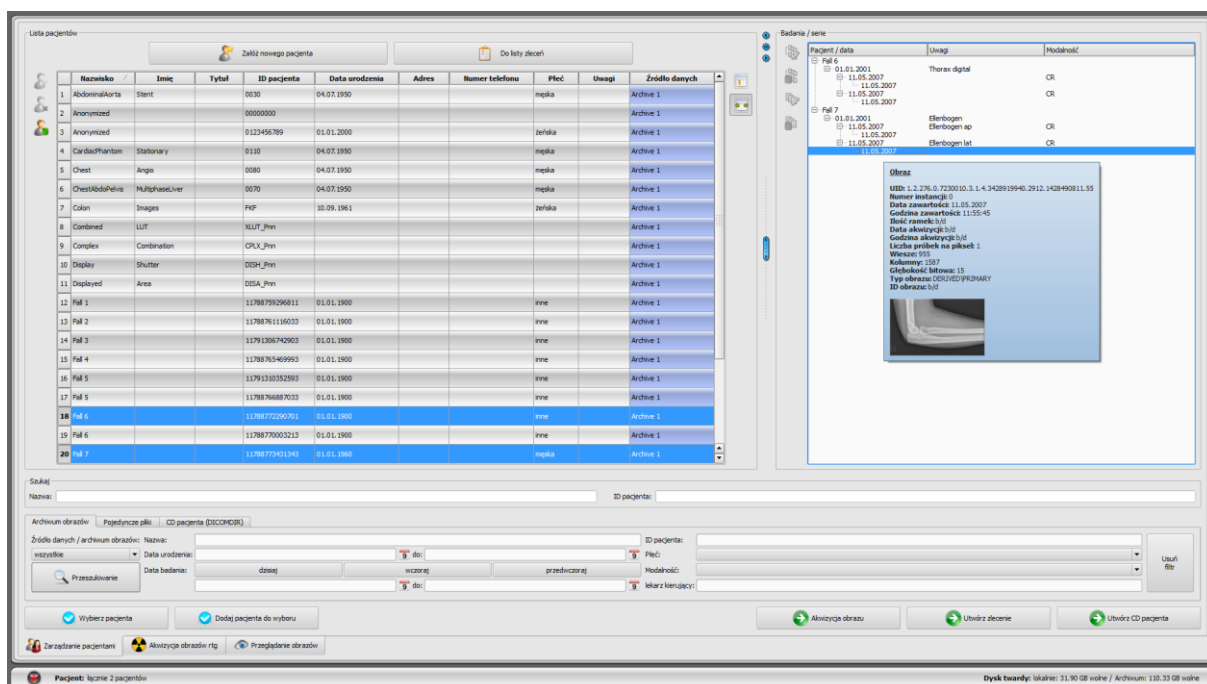 Lista pacjentów
Załóż nowego pacjenta
Do listy zleceń
Nazwisko Imię Tytuł ID pacjenta Data urodzenia Adres Numer telefonu Płeć Uwagi Źródło danych
1 AbdominalAorta Stent 0030 04.07.1950 męska Archive 1
2 Anonymized 00000000 Archive 1
3 Anonymized 0123456789 01.01.2000 żeńska Archive 1
4 CardiacPhantom Stationary 0110 04.07.1950 męska Archive 1
5 Chest Angio 0080 04.07.1950 męska Archive 1
6 ChestAbdoPelvis MultiphaseLiver 0070 04.07.1950 męska Archive 1
7 Colon Images FKF 10.09.1961 żeńska Archive 1
8 Combined LUT XLUT_Pnn Archive 1
9 Complex Combination CPLX_Pnn Archive 1
10 Display Shutter DISH_Pnn Archive 1
11 Displayed Area DISA_Pnn Archive 1
12 Fall 1 11788759296811 01.01.1900 inne Archive 1
13 Fall 2 11788761116033 01.01.1900 inne Archive 1
14 Fall 3 11791306742903 01.01.1900 inne Archive 1
15 Fall 4 11788765469993 01.01.1900 inne Archive 1
16 Fall 5 11791310352593 01.01.1900 inne Archive 1
17 Fall 5 11788766887033 01.01.1900 inne Archive 1
18 Fall 6 11788772290701 01.01.1900 inne Archive 1
19 Fall 6 11788770003213 01.01.1900 inne Archive 1
20 Fall 7 11788773431343 01.01.1960 męska Archive 1
Badania / serie
Pacjent / data Uwagi Modalność
Fall 6
01.01.2001 Thorax digital
11.05.2007 CR
11.05.2007
11.05.2007 CR
11.05.2007
Fall 7
01.01.2001 Ellenbogen
11.05.2007 Ellenbogen ap CR
11.05.2007
11.05.2007 Ellenbogen lat CR
11.05.2007
Obraz
UID: 1.2.276.0.7230010.3.1.4.3428919940.2912.1428490811.55
Numer instancji: 0
Data zawartości: 11.05.2007
Godzina zawartości: 11:55:45
Ilość ramek: b/d
Data akwizycji: b/d
Godzina akwizycji: b/d
Liczba próbek na piksel: 1
Wiesze: 955
Kolumny: 1587
Głębokość bitowa: 15
Typ obrazu: DERIVED\PRIMARY
ID obrazu: b/d
Szukaj
Nazwa: ID pacjenta:
Archiwum obrazów Pojedyncze pliki CD pacjenta (DICOMDIR)
Źródło danych / archiwum obrazów: Nazwa: ID pacjenta:
wszystkie Data urodzenia: 9 do: 9 Płeć:
Przeszukiwanie Data badania: dzisiaj wczoraj przedwczoraj Modalność:
9 do: 9 lekarz kierujący:
Usuń
filtr
Wybierz pacjenta Dodaj pacjenta do wyboru Akwizycja obrazu Utwórz zlecenie Utwórz CD pacjenta
Zarządzanie pacjentami Akwizycja obrazów rtg Przeglądanie obrazów
Pacjent: łącznie 2 pacjentów Dysk twardy: lokalnie: 31.90 GB wolne / Archiwum: 110.33 GB wolne